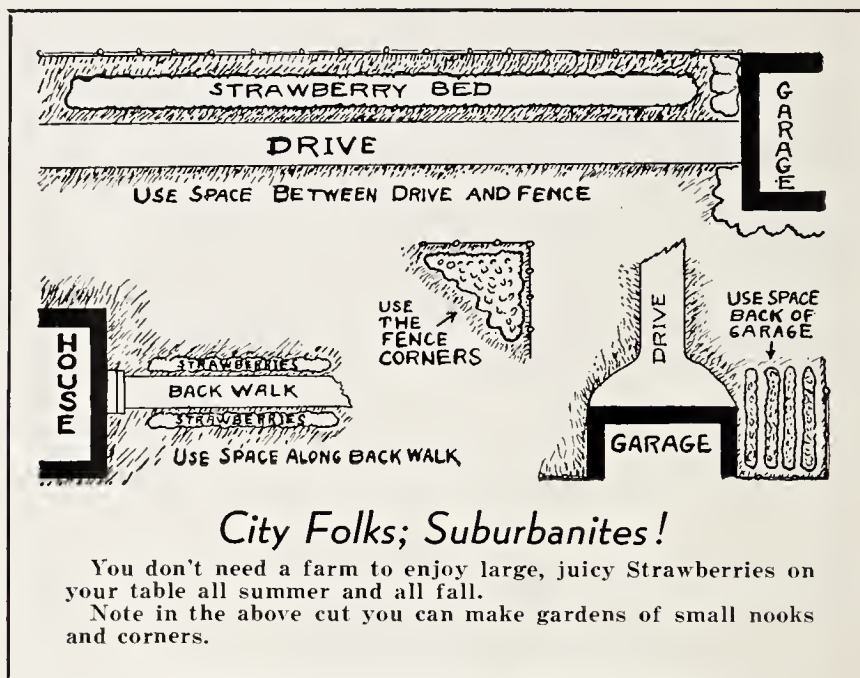 STRAWBERRY BED
GARAGE
DRIVE
USE SPACE BETWEEN DRIVE AND FENCE
USE
THE
FENCE
CORNERS
DRIVE
USE SPACE
BACK OF
GARAGE
HOUSE
STRAWBERRIES
BACK WALK
STRAWBERRIES
USE SPACE ALONG BACK WALK
GARAGE
City Folks; Suburbanites!
You don't need a farm to enjoy large, juicy Strawberries on
your table all summer and all fall.
Note in the above cut you can make gardens of small nooks
and corners.